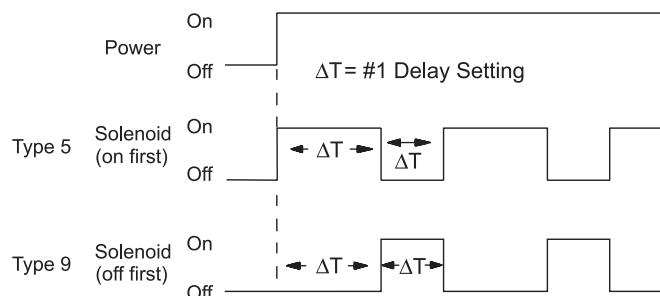 On
Power
Off
ΔT= #1 Delay Setting
Type 5
Solenoid
(on first)
On
Off
ΔT
ΔT
Type 9
Solenoid
(off first)
On
Off
ΔT
ΔT